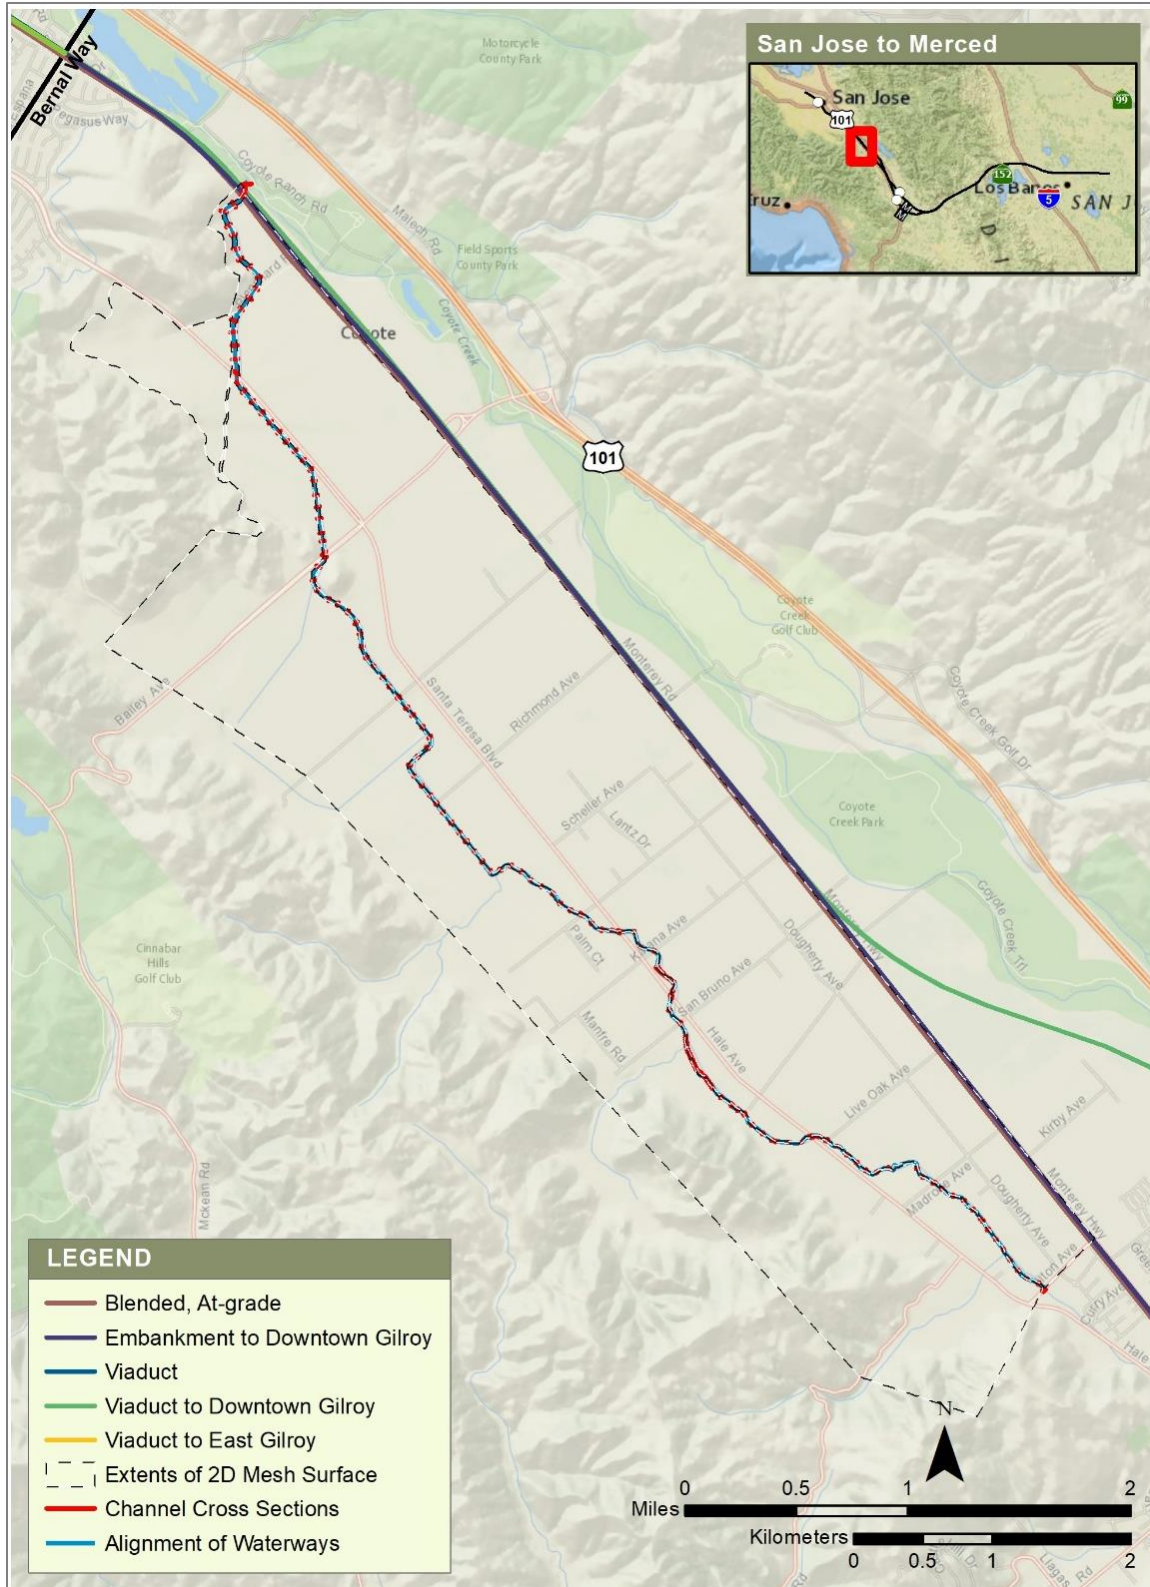 Bernal Way
Pegasus Way
Motorcycle
County Park
San Jose to Merced
San Jose
101
99
152
Los Banos
5
SAN J
D I
Coyote Ranch Rd
Malech Rd
Field Sports
County Park
Coyote Creek
Coyote
101
Coyote
Creek
Golf Club
Monterey Rd
Coyote Creek Golf Dr
Bailey Ave
Santa Teresa Blvd
Richmond Ave
Scheller Ave
Lantz Dr
Coyote
Creek Park
Coyote Creek Trl
Monterey Hwy
Dougherty Ave
Palm Ct
San Bruno Ave
Cinnabar
Hills
Golf Club
Manfre Rd
Hale Ave
Live Oak Ave
Kirby Ave
Madrone Ave
Dougherty Ave
Monterey Hwy
Mckean Rd
Hale
LEGEND
Blended, At-grade
Embankment to Downtown Gilroy
Viaduct
Viaduct to Downtown Gilroy
Viaduct to East Gilroy
Extents of 2D Mesh Surface
Channel Cross Sections
Alignment of Waterways
N
0 0.5 1 2
Miles
Kilometers
0 0.5 1 2